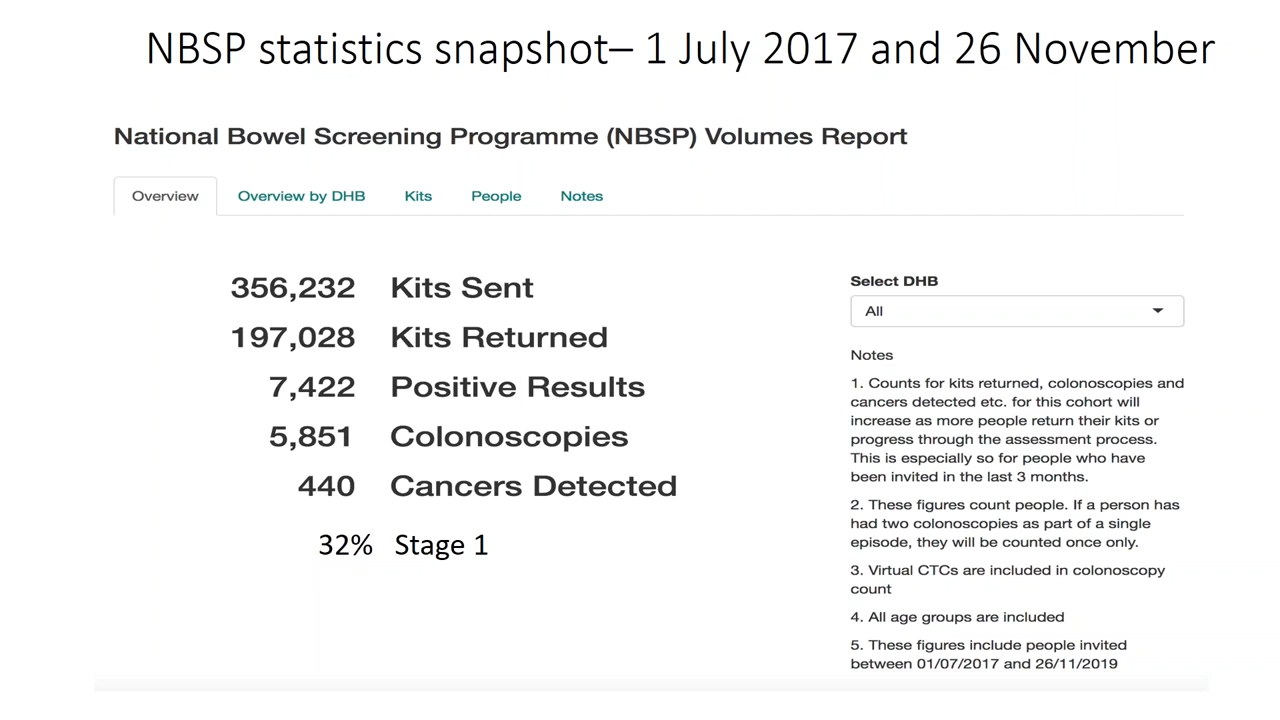 NBSP statistics snapshot– 1 July 2017 and 26 November
National Bowel Screening Programme (NBSP) Volumes Report
Overview Overview by DHB Kits People Notes
356,232 Kits Sent
197,028 Kits Returned
7,422 Positive Results
5,851 Colonoscopies
440 Cancers Detected
32% Stage 1
Select DHB
All
Notes
1. Counts for kits returned, colonoscopies and
cancers detected etc. for this cohort will
increase as more people return their kits or
progress through the assessment process.
This is especially so for people who have
been invited in the last 3 months.
2. These figures count people. If a person has
had two colonoscopies as part of a single
episode, they will be counted once only.
3. Virtual CTCs are included in colonoscopy
count
4. All age groups are included
5. These figures include people invited
between 01/07/2017 and 26/11/2019